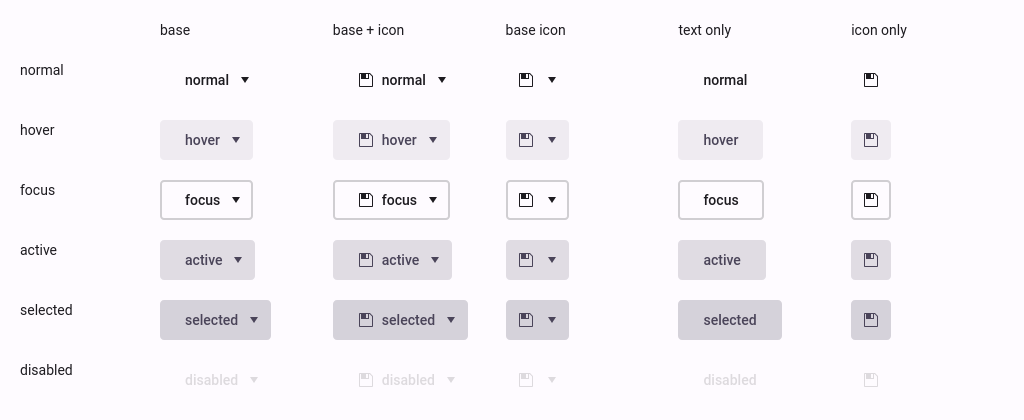 base base + icon base icon text only icon only
normal normal normal normal
hover hover hover hover
focus focus focus focus
active active active active
selected selected selected selected
disabled disabled disabled disabled